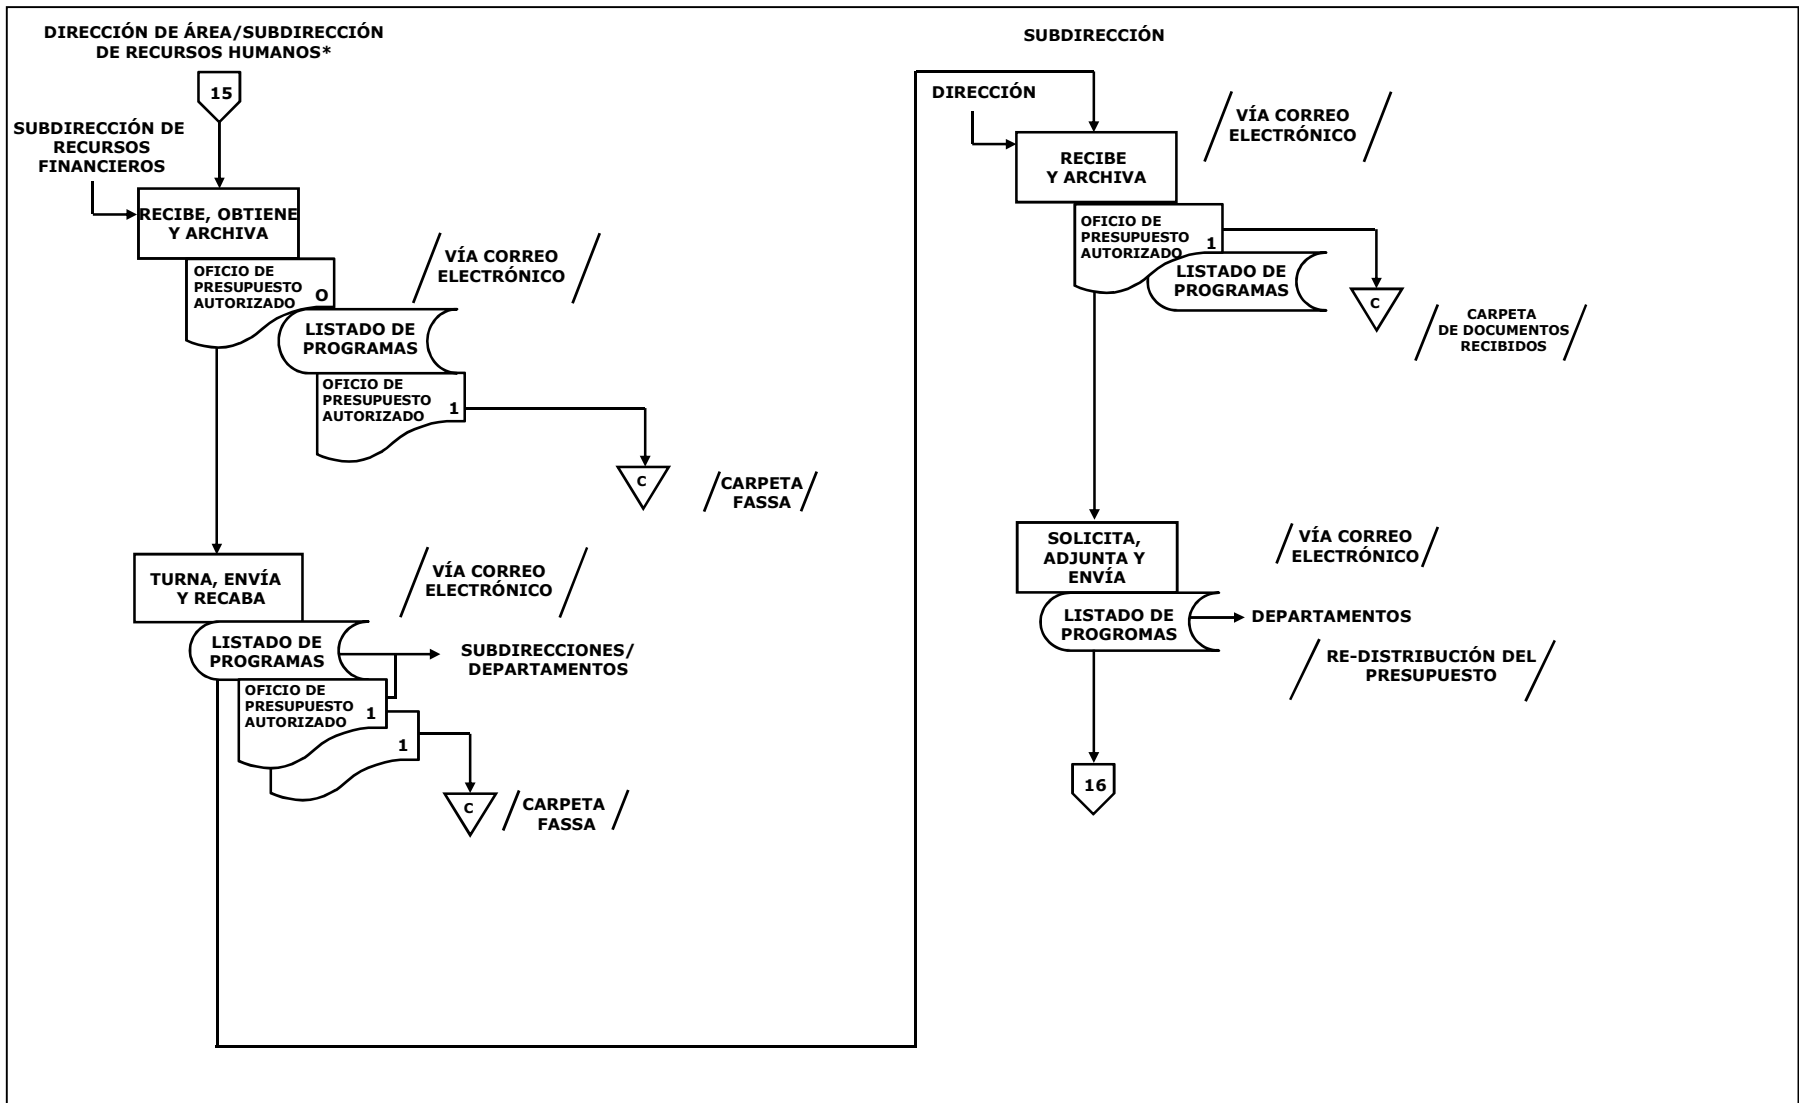 DIRECCIÓN DE ÁREA/SUBDIRECCIÓN
DE RECURSOS HUMANOS*
15
SUBDIRECCIÓN DE
RECURSOS
FINANCIEROS
RECIBE, OBTIENE
Y ARCHIVA
OFICIO DE
PRESUPUESTO
AUTORIZADO
O
VÍA CORREO
ELECTRÓNICO
LISTADO DE
PROGRAMAS
OFICIO DE
PRESUPUESTO
AUTORIZADO
1
C
CARPETA
FASSA
TURNA, ENVÍA
Y RECABA
VÍA CORREO
ELECTRÓNICO
LISTADO DE
PROGRAMAS
SUBDIRECCIONES/
DEPARTAMENTOS
OFICIO DE
PRESUPUESTO
AUTORIZADO
1
1
C
CARPETA
FASSA
SUBDIRECCIÓN
DIRECCIÓN
VÍA CORREO
ELECTRÓNICO
RECIBE
Y ARCHIVA
OFICIO DE
PRESUPUESTO
AUTORIZADO
1
LISTADO DE
PROGRAMAS
C
CARPETA
DE DOCUMENTOS
RECIBIDOS
SOLICITA,
ADJUNTA Y
ENVÍA
VÍA CORREO
ELECTRÓNICO
LISTADO DE
PROGROMAS
DEPARTAMENTOS
RE-DISTRIBUCIÓN DEL
PRESUPUESTO
16